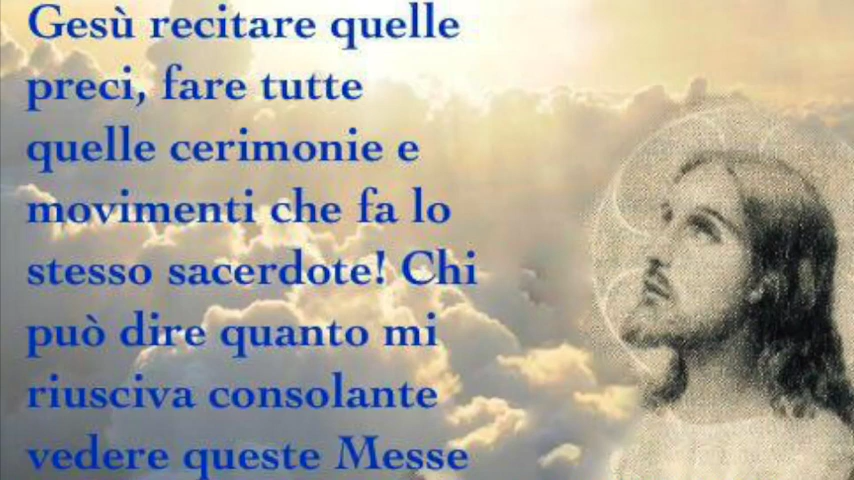 Gesù recitare quelle
preci, fare tutte
quelle cerimonie e
movimenti che fa lo
stesso sacerdote! Chi
può dire quanto mi
riusciva consolante
vedere queste Messe